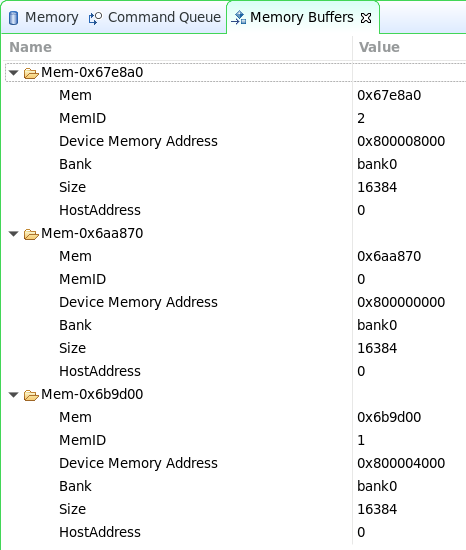 Memory Command Queue Memory Buffers
Name Value
Mem-0x67e8a0
Mem 0x67e8a0
MemID 2
Device Memory Address 0x800008000
Bank bank0
Size 16384
HostAddress 0
Mem-0x6aa870
Mem 0x6aa870
MemID 0
Device Memory Address 0x800000000
Bank bank0
Size 16384
HostAddress 0
Mem-0x6b9d00
Mem 0x6b9d00
MemID 1
Device Memory Address 0x800004000
Bank bank0
Size 16384
HostAddress 0